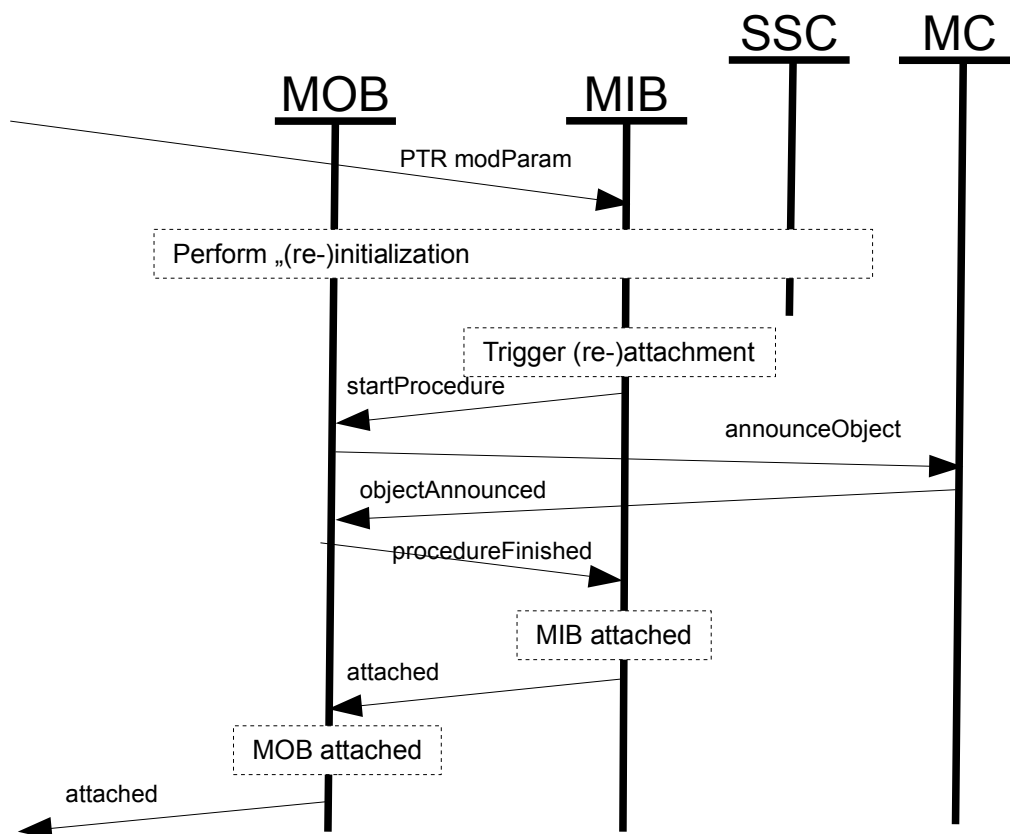 SSC
MC
MOB
MIB
PTR modParam
Perform „(re-)initialization
Trigger (re-)attachment
startProcedure
announceObject
objectAnnounced
procedureFinished
MIB attached
attached
MOB attached
attached